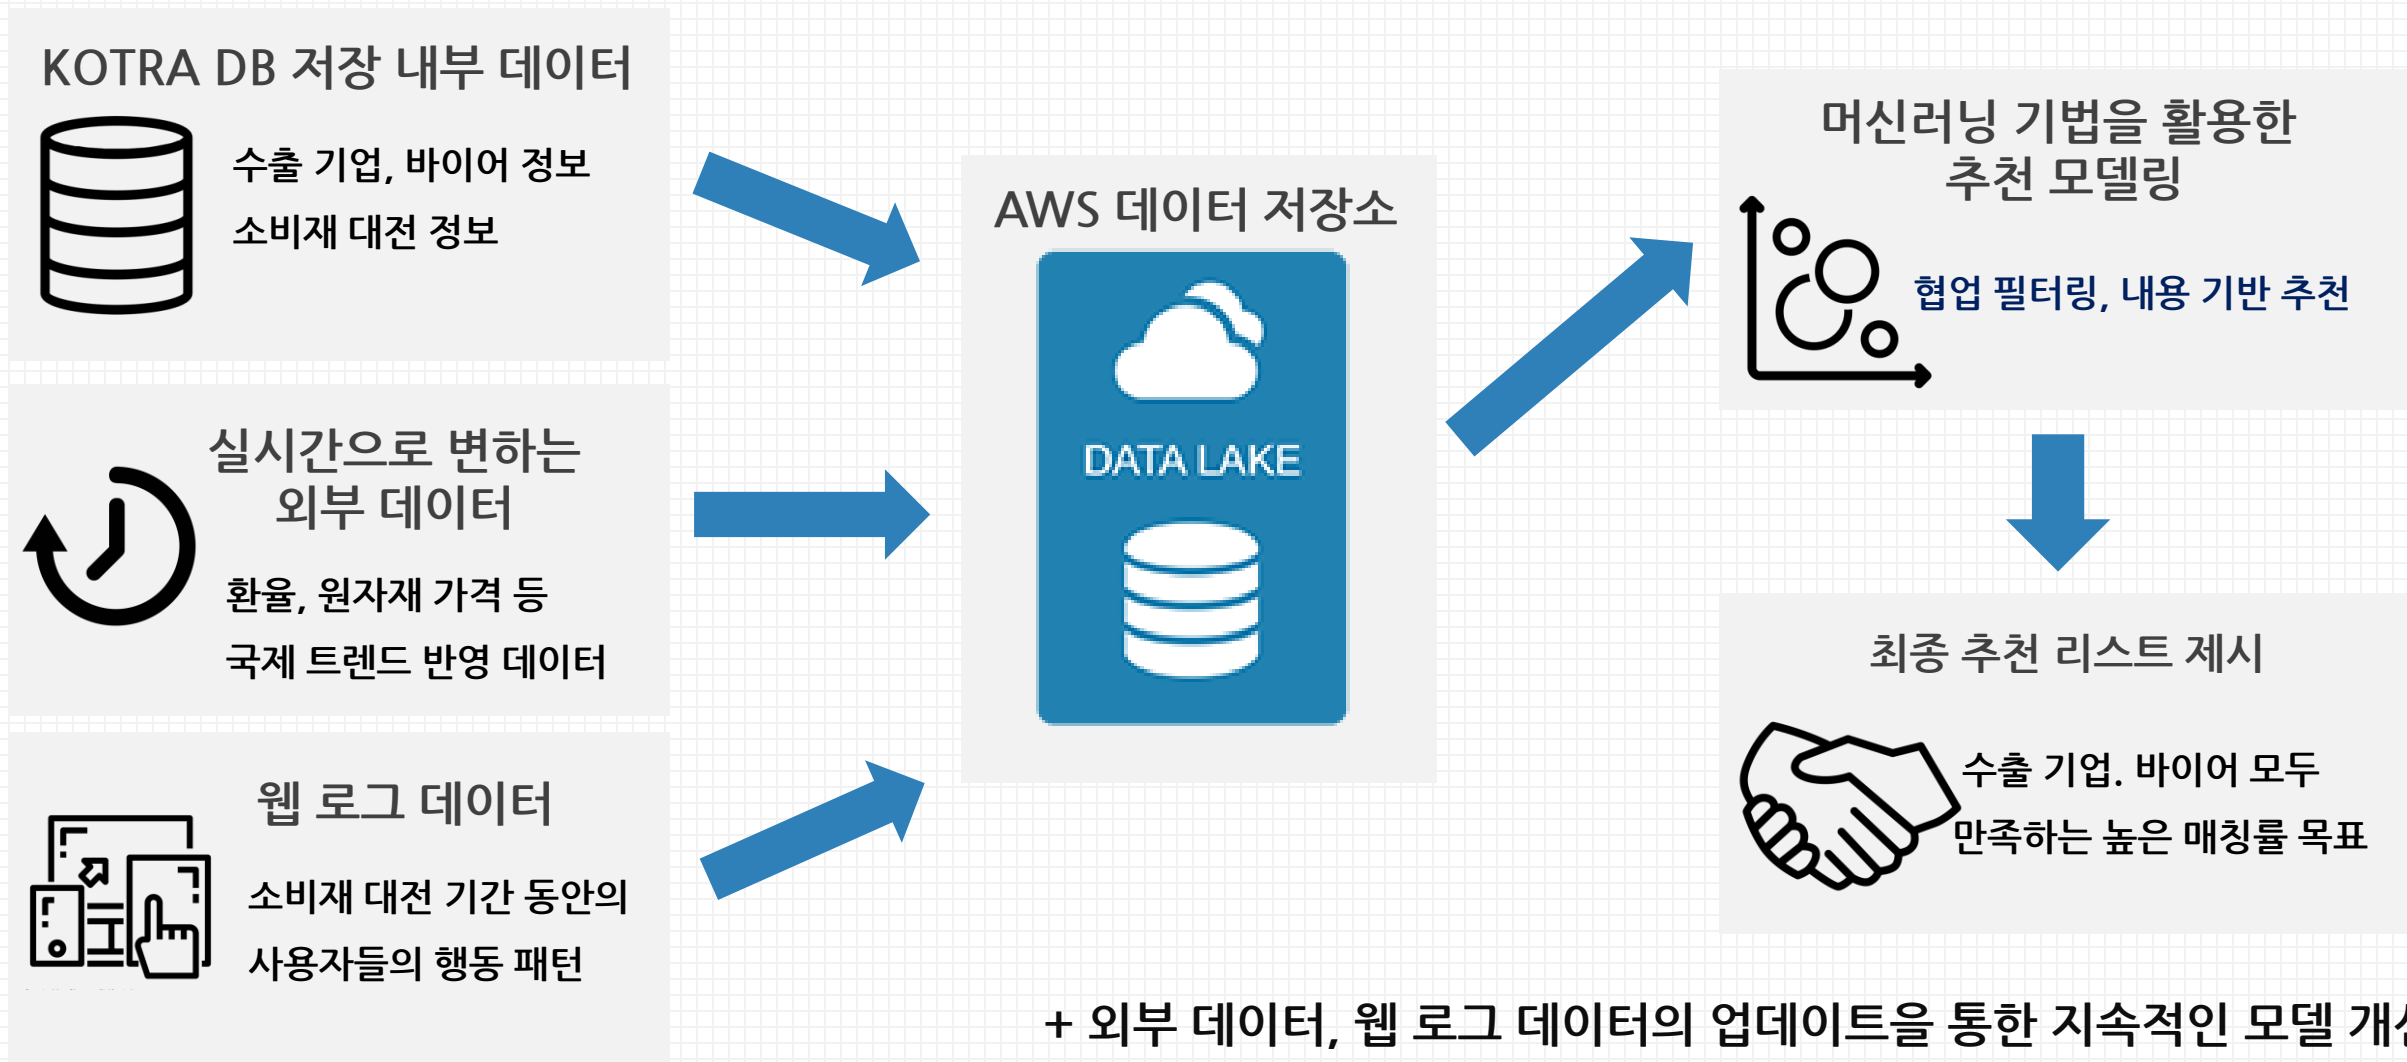 KOTRA DB 저장 내부 데이터
수출 기업, 바이어 정보
소비재 대전 정보
실시간으로 변하는
외부 데이터
환율, 원자재 가격 등
국제 트렌드 반영 데이터
웹 로그 데이터
소비재 대전 기간 동안의
사용자들의 행동 패턴
AWS 데이터 저장소
DATA LAKE
머신러닝 기법을 활용한
추천 모델링
협업 필터링, 내용 기반 추천
최종 추천 리스트 제시
수출 기업. 바이어 모두
만족하는 높은 매칭률 목표
+ 외부 데이터, 웹 로그 데이터의 업데이트을 통한 지속적인 모델